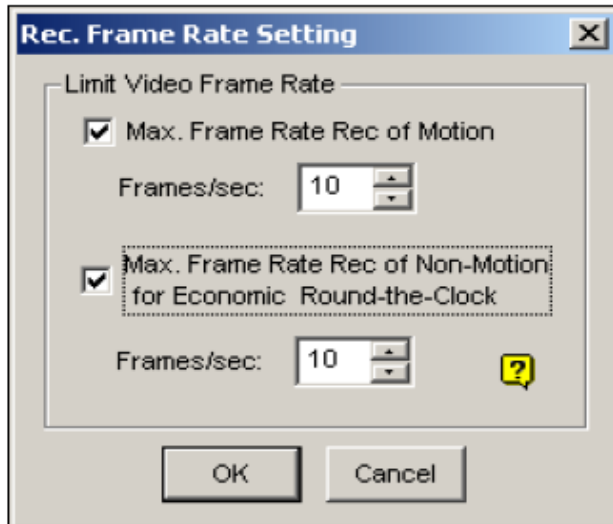 Rec. Frame Rate Setting
Limit Video Frame Rate
Max. Frame Rate Rec of Motion
Frames/sec: 10
Max. Frame Rate Rec of Non-Motion
for Economic Round-the-Clock
Frames/sec: 10
?
OK Cancel